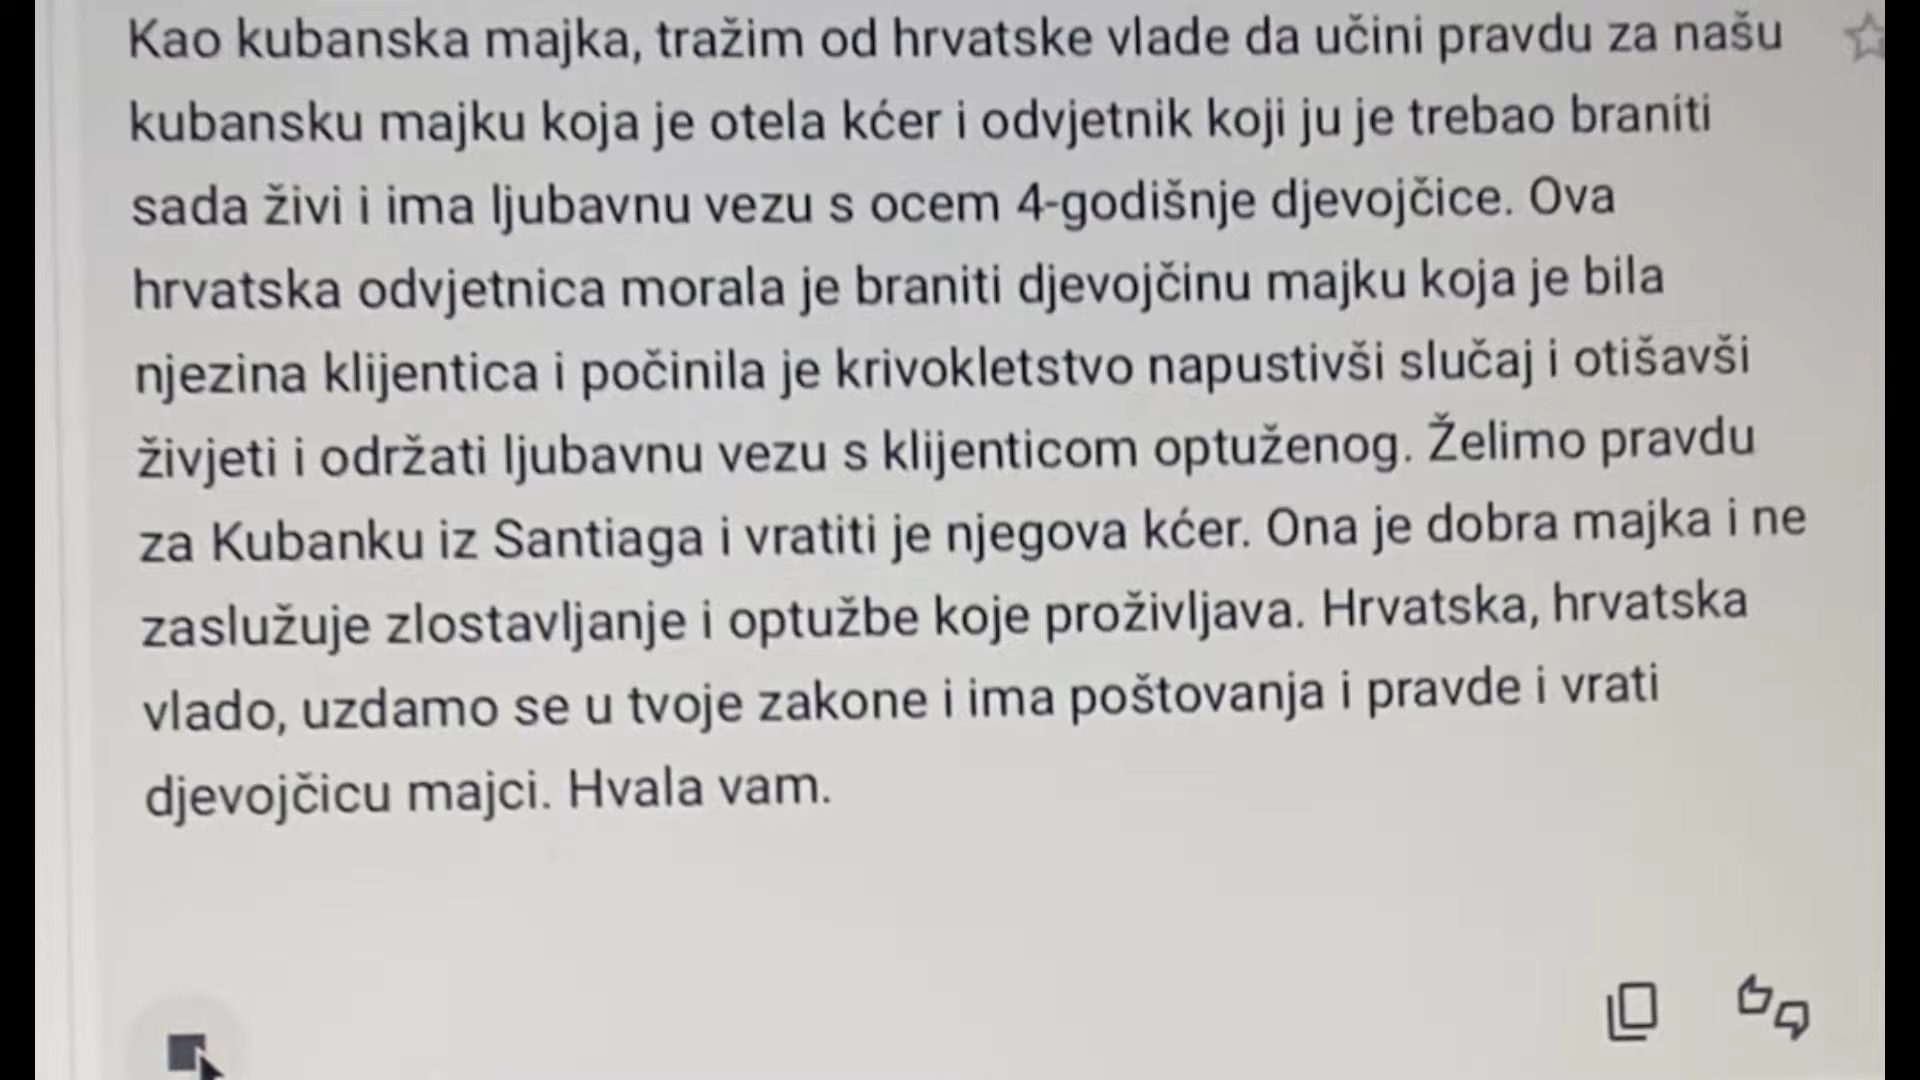 Kao kubanska majka, tražim od hrvatske vlade da učini pravdu za našu
kubansku majku koja je otela kćer i odvjetnik koji ju je trebao braniti
sada živi i ima ljubavnu vezu s ocem 4-godišnje djevojčice. Ova
hrvatska odvjetnica morala je braniti djevojčinu majku koja je bila
njezina klijentica i počinila je krivokletstvo napustivši slučaj i otišavši
živjeti i održati ljubavnu vezu s klijenticom optuženog. Želimo pravdu
za Kubanku iz Santiaga i vratiti je njegova kćer. Ona je dobra majka i ne
zaslužuje zlostavljanje i optužbe koje proživljava. Hrvatska, hrvatska
vlado, uzdamo se u tvoje zakone i ima poštovanja i pravde i vrati
djevojčicu majci. Hvala vam.